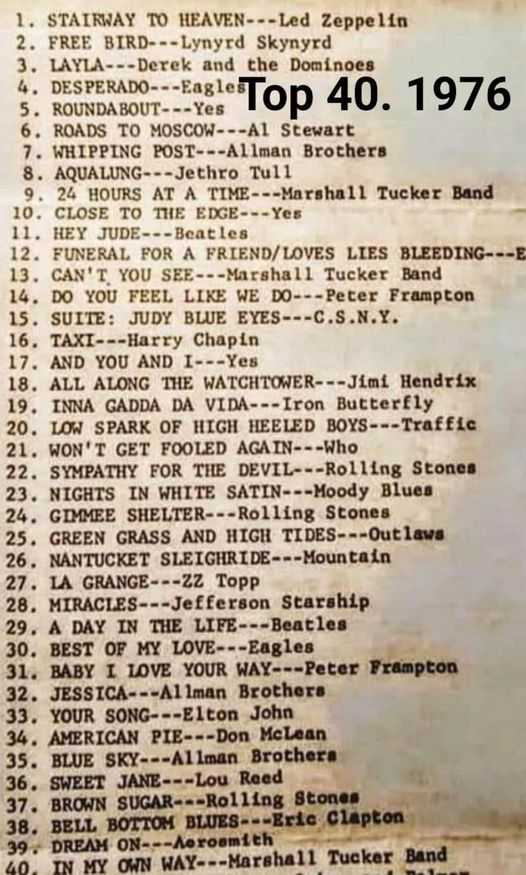 1. STAIRWAY TO HEAVEN---Led Zeppelin
2. FREE BIRD---Lynyrd Skynyrd
3. LAYLA---Derek and the Dominoes
4. DESPERADO---Eagles
Top 40. 1976
5. ROUNDABOUT---Yes
6. ROADS TO MOSCOW---Al Stewart
7. WHIPPING POST---Allman Brothers
8. AQUALUNG---Jethro Tull
9. 24 HOURS AT A TIME---Marshall Tucker Band
10. CLOSE TO THE EDGE---Yes
11. HEY JUDE---Beatles
12. FUNERAL FOR A FRIEND/LOVES LIES BLEEDING---E
13. CAN'T YOU SEE---Marshall Tucker Band
14. DO YOU FEEL LIKE WE DO---Peter Frampton
15. SUITE: JUDY BLUE EYES---C.S.N.Y.
16. TAXI---Harry Chapin
17. AND YOU AND I---Yes
18. ALL ALONG THE WATCHTOWER---Jimi Hendrix
19. INNA GADDA DA VIDA---Iron Butterfly
20. LOW SPARK OF HIGH HEELED BOYS---Traffic
21. WON'T GET FOOLED AGAIN---Who
22. SYMPATHY FOR THE DEVIL---Rolling Stones
23. NIGHTS IN WHITE SATIN---Moody Blues
24. GIMMEE SHELTER---Rolling Stones
25. GREEN GRASS AND HIGH TIDES---Outlaws
26. NANTUCKET SLEIGHRIDE---Mountain
27. LA GRANGE---ZZ Topp
28. MIRACLES---Jefferson Starship
29. A DAY IN THE LIFE---Beatles
30. BEST OF MY LOVE---Eagles
31. BABY I LOVE YOUR WAY---Peter Frampton
32. JESSICA---Allman Brothers
33. YOUR SONG---Elton John
34. AMERICAN PIE---Don McLean
35. BLUE SKY---Allman Brothers
36. SWEET JANE---Lou Reed
37. BROWN SUGAR---Rolling Stones
38. BELL BOTTOM BLUES---Eric Clapton
39. DREAM ON---Aerosmith
40. IN MY OWN WAY---Marshall Tucker Band